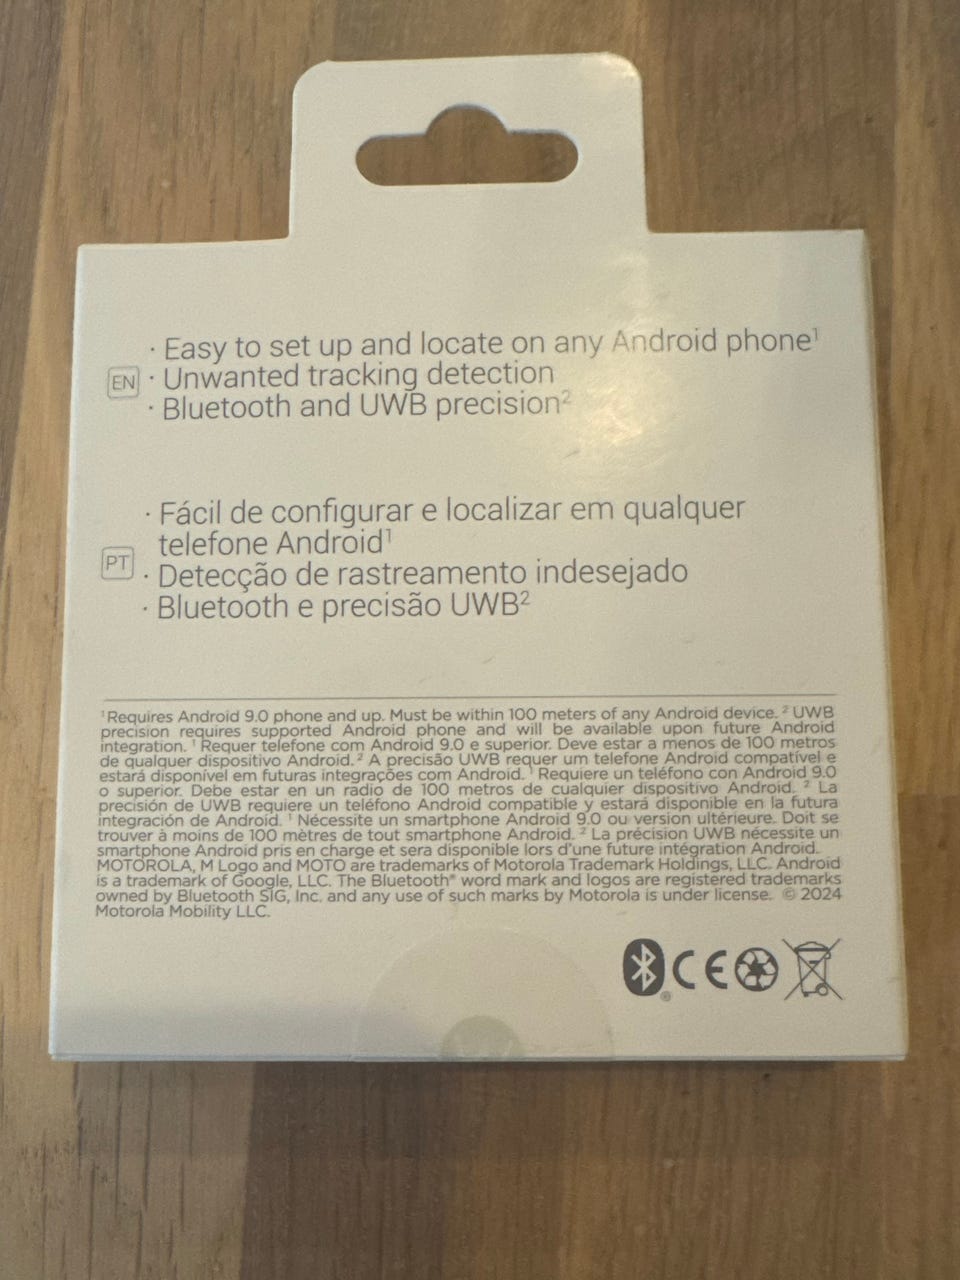 · Easy to set up and locate on any Android phone¹
EN · Unwanted tracking detection
· Bluetooth and UWB precision²
· Fácil de configurar e localizar em qualquer
telefone Android¹
PT · Detecção de rastreamento indesejado
· Bluetooth e precisão UWB²
¹ Requires Android 9.0 phone and up. Must be within 100 meters of any Android device. ² UWB
precision requires supported Android phone and will be available upon future Android
integration. ¹ Requer telefone com Android 9.0 e superior. Deve estar a menos de 100 metros
de qualquer dispositivo Android. ² A precisão UWB requer um telefone Android compatível e
estará disponível em futuras integrações com Android. ¹ Requiere un teléfono con Android 9.0
o superior. Debe estar en un radio de 100 metros de cualquier dispositivo Android. ² La
precisión de UWB requiere un teléfono Android compatible y estará disponible en la futura
integración de Android. ¹ Nécessite un smartphone Android 9.0 ou version ultérieure. Doit se
trouver à moins de 100 mètres de tout smartphone Android. ² La précision UWB nécessite un
smartphone Android pris en charge et sera disponible lors d'une future intégration Android.
MOTOROLA, M Logo and MOTO are trademarks of Motorola Trademark Holdings, LLC. Android
is a trademark of Google, LLC. The Bluetooth® word mark and logos are registered trademarks
owned by Bluetooth SIG, Inc. and any use of such marks by Motorola is under license. © 2024
Motorola Mobility LLC.
® CE